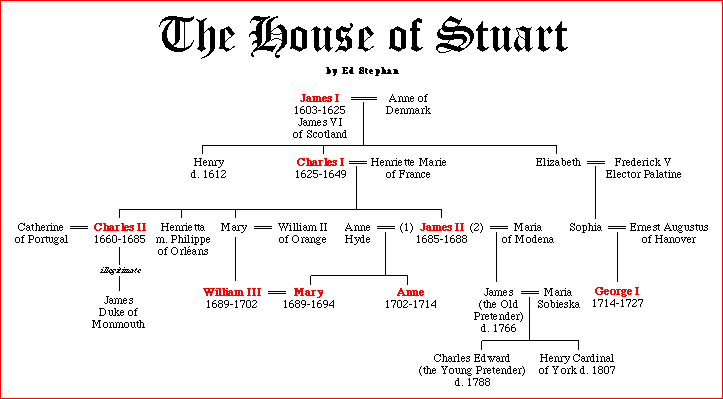 The House of Stuart
by Ed Stephan
James I
1603-1625
James VI
of Scotland
Anne of
Denmark
Henry
d. 1612
Charles I
1625-1649
Henriette Marie
of France
Elizabeth
Frederick V
Elector Palatine
Catherine
of Portugal
Charles II
1660-1685
Henrietta
m. Philippe
of Orléans
Mary
William II
of Orange
Anne
Hyde
(1) James II (2)
1685-1688
Maria
of Modena
Sophia
Ernest Augustus
of Hanover
illegitimate
James
Duke of
Monmouth
William III
1689-1702
Mary
1689-1694
Anne
1702-1714
James
(the Old
Pretender)
d. 1766
Maria
Sobieska
George I
1714-1727
Charles Edward
(the Young Pretender)
d. 1788
Henry Cardinal
of York d. 1807